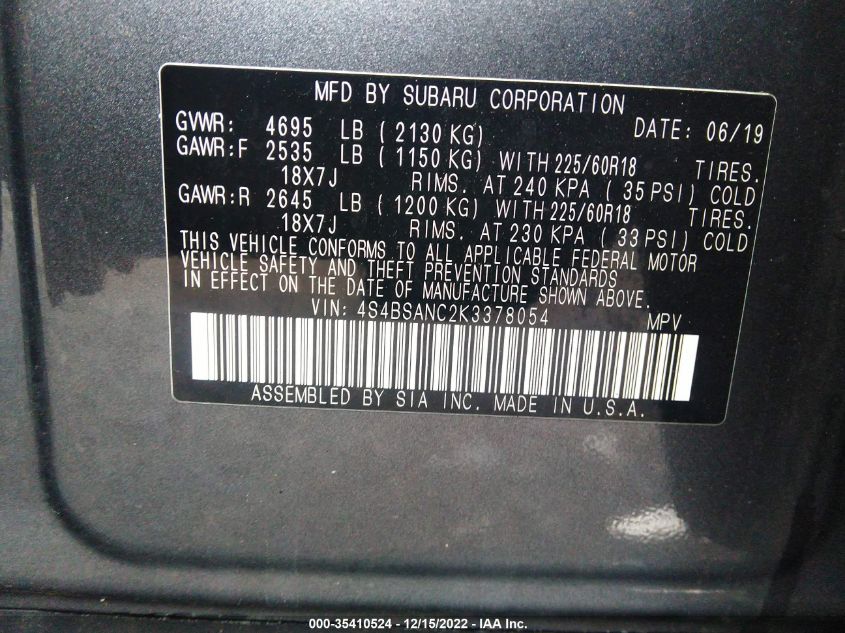 MFD BY SUBARU CORPORATION
GVWR: 4695 LB ( 2130 KG) DATE: 06/19
GAWR:F 2535 LB ( 1150 KG) WITH 225/60R18 TIRES.
18X7J RIMS. AT 240 KPA ( 35 PSI) COLD
GAWR:R 2645 LB ( 1200 KG) WITH 225/60R18 TIRES.
18X7J RIMS. AT 230 KPA ( 33 PSI) COLD
THIS VEHICLE CONFORMS TO ALL APPLICABLE FEDERAL MOTOR
VEHICLE SAFETY AND THEFT PREVENTION STANDARDS
IN EFFECT ON THE DATE OF MANUFACTURE SHOWN ABOVE.
VIN: 4S4BSANC2K3378054 MPV
ASSEMBLED BY SIA INC. MADE IN U.S.A.
000-35410524 - 12/15/2022 - IAA Inc.